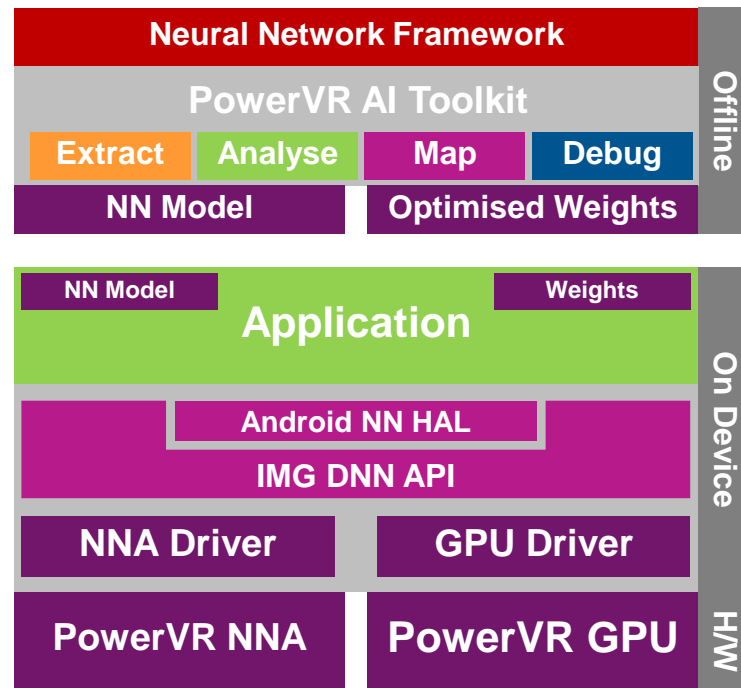 Neural Network Framework
Offline
PowerVR AI Toolkit
Extract Analyse Map Debug
NN Model Optimised Weights
NN Model Weights
Application
On Device
Android NN HAL
IMG DNN API
NNA Driver GPU Driver
PowerVR NNA PowerVR GPU
H/W